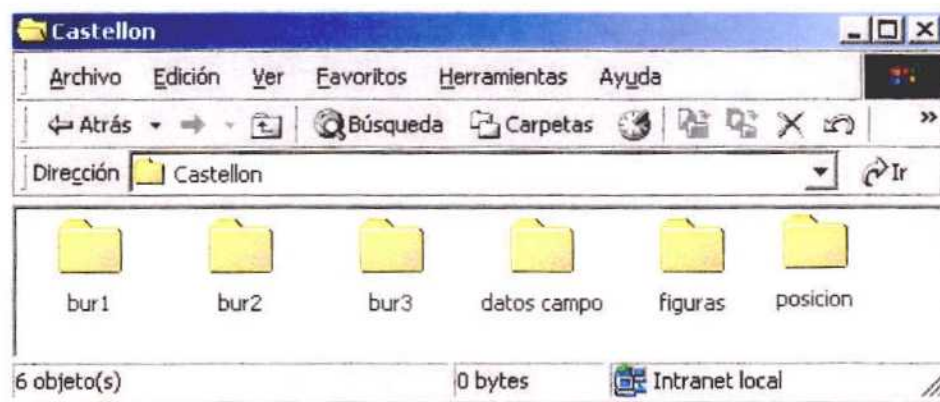 Castellon
Archivo Edición Ver Favoritos Herramientas Ayuda
Atrás Búsqueda Carpetas »
Dirección Castellon Ir
bur1 bur2 bur3 datos campo figuras posicion
6 objeto(s) 0 bytes Intranet local